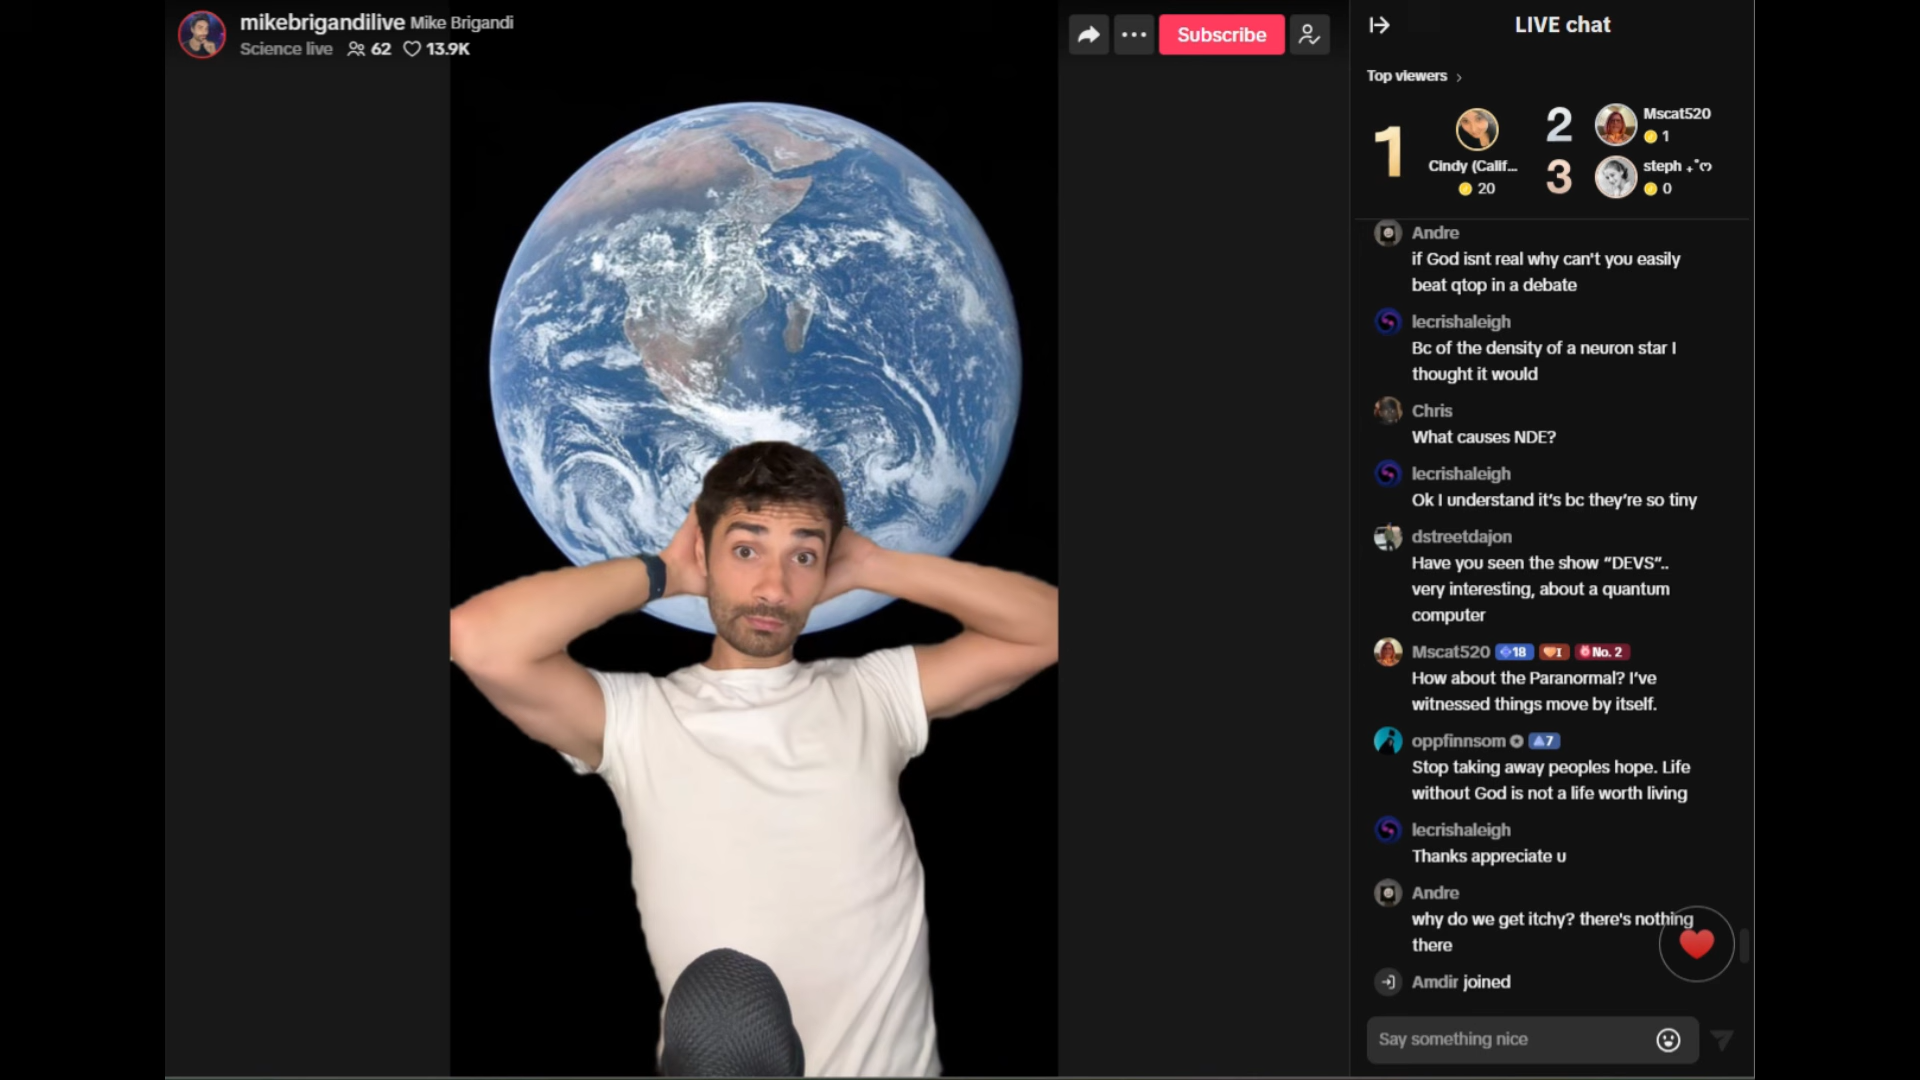 mikebrigandilive Mike Brigandi
Science live 62 13.9K
Subscribe
LIVE chat
Top viewers
1
Cindy (Calif...
20
2
Mscat520
1
3
steph
0
Andre
if God isnt real why can't you easily
beat qtop in a debate
lecrishaleigh
Bc of the density of a neuron star I
thought it would
Chris
What causes NDE?
lecrishaleigh
Ok I understand it’s bc they’re so tiny
dstreetdajon
Have you seen the show “DEVS”..
very interesting, about a quantum
computer
Mscat520 18 I No. 2
How about the Paranormal? I’ve
witnessed things move by itself.
oppfinnsom 7
Stop taking away peoples hope. Life
without God is not a life worth living
lecrishaleigh
Thanks appreciate u
Andre
why do we get itchy? there's nothing
there
Amdir joined
Say something nice